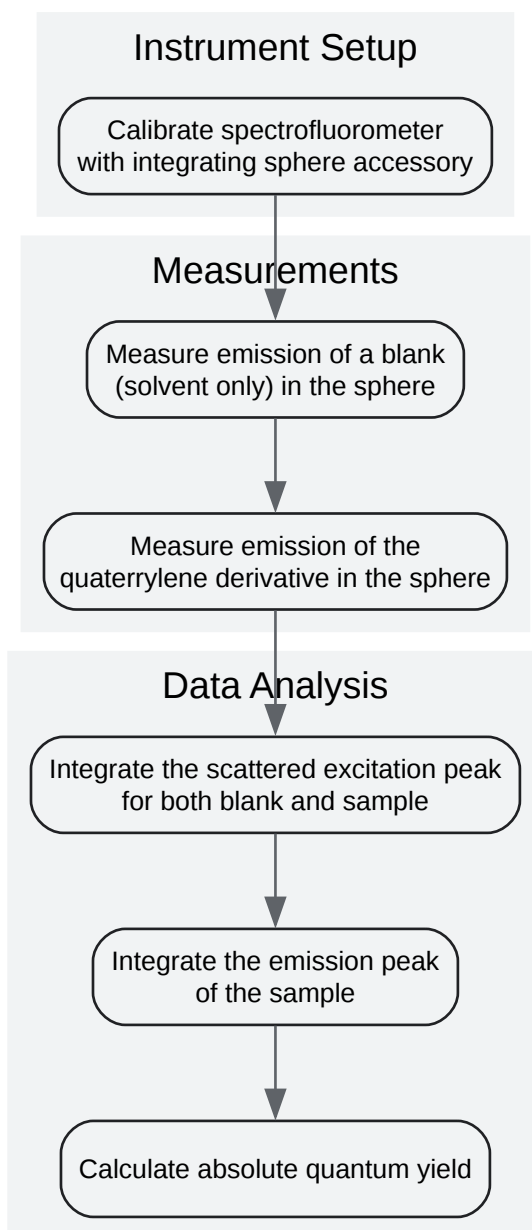 Instrument Setup
Calibrate spectrofluorometer
with integrating sphere accessory
Measurements
Measure emission of a blank
(solvent only) in the sphere
Measure emission of the
quaterrylene derivative in the sphere
Data Analysis
Integrate the scattered excitation peak
for both blank and sample
Integrate the emission peak
of the sample
Calculate absolute quantum yield